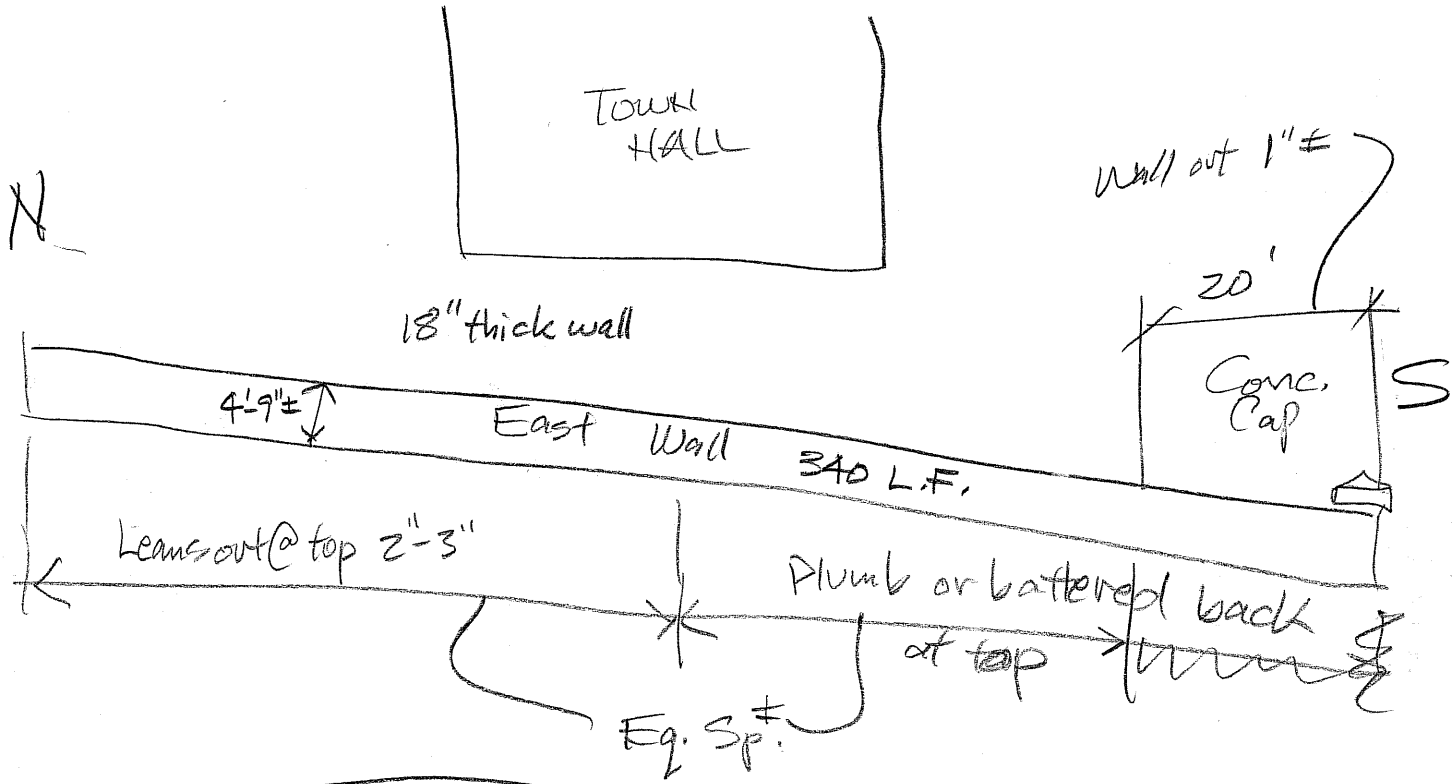 TOWN
HALL
Wall out 1"±
N
20'
18" thick wall
Conc.
Cap
S
4'-9"±
East Wall 340 L.F.
Leans out @ top 2"-3"
Plumb or battered back
at top
Eq. Sp.±